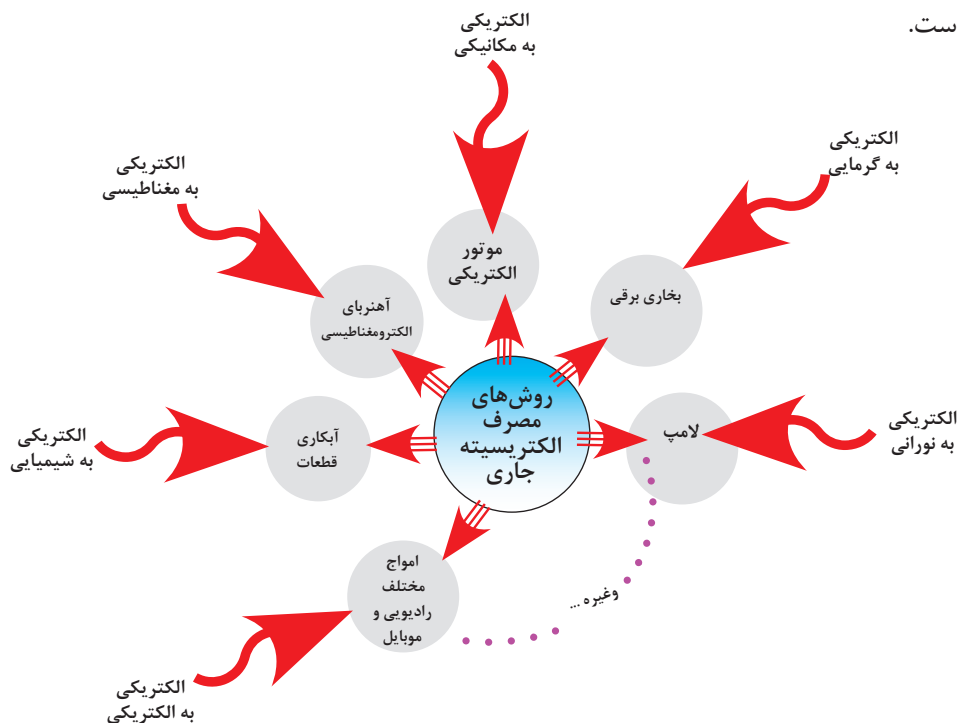 ست.
الکتریکی
به مکانیکی
الکتریکی
به گرمایی
الکتریکی
به مغناطیسی
موتور
الکتریکی
بخاری برقی
آهنربای
الکترومغناطیسی
روش‌های
مصرف
الکتریسیته
جاری
لامپ
الکتریکی
به نورانی
آبکاری
قطعات
الکتریکی
به شیمیایی
امواج
مختلف
رادیویی و
موبایل
وغیره ...
الکتریکی
به الکتریکی